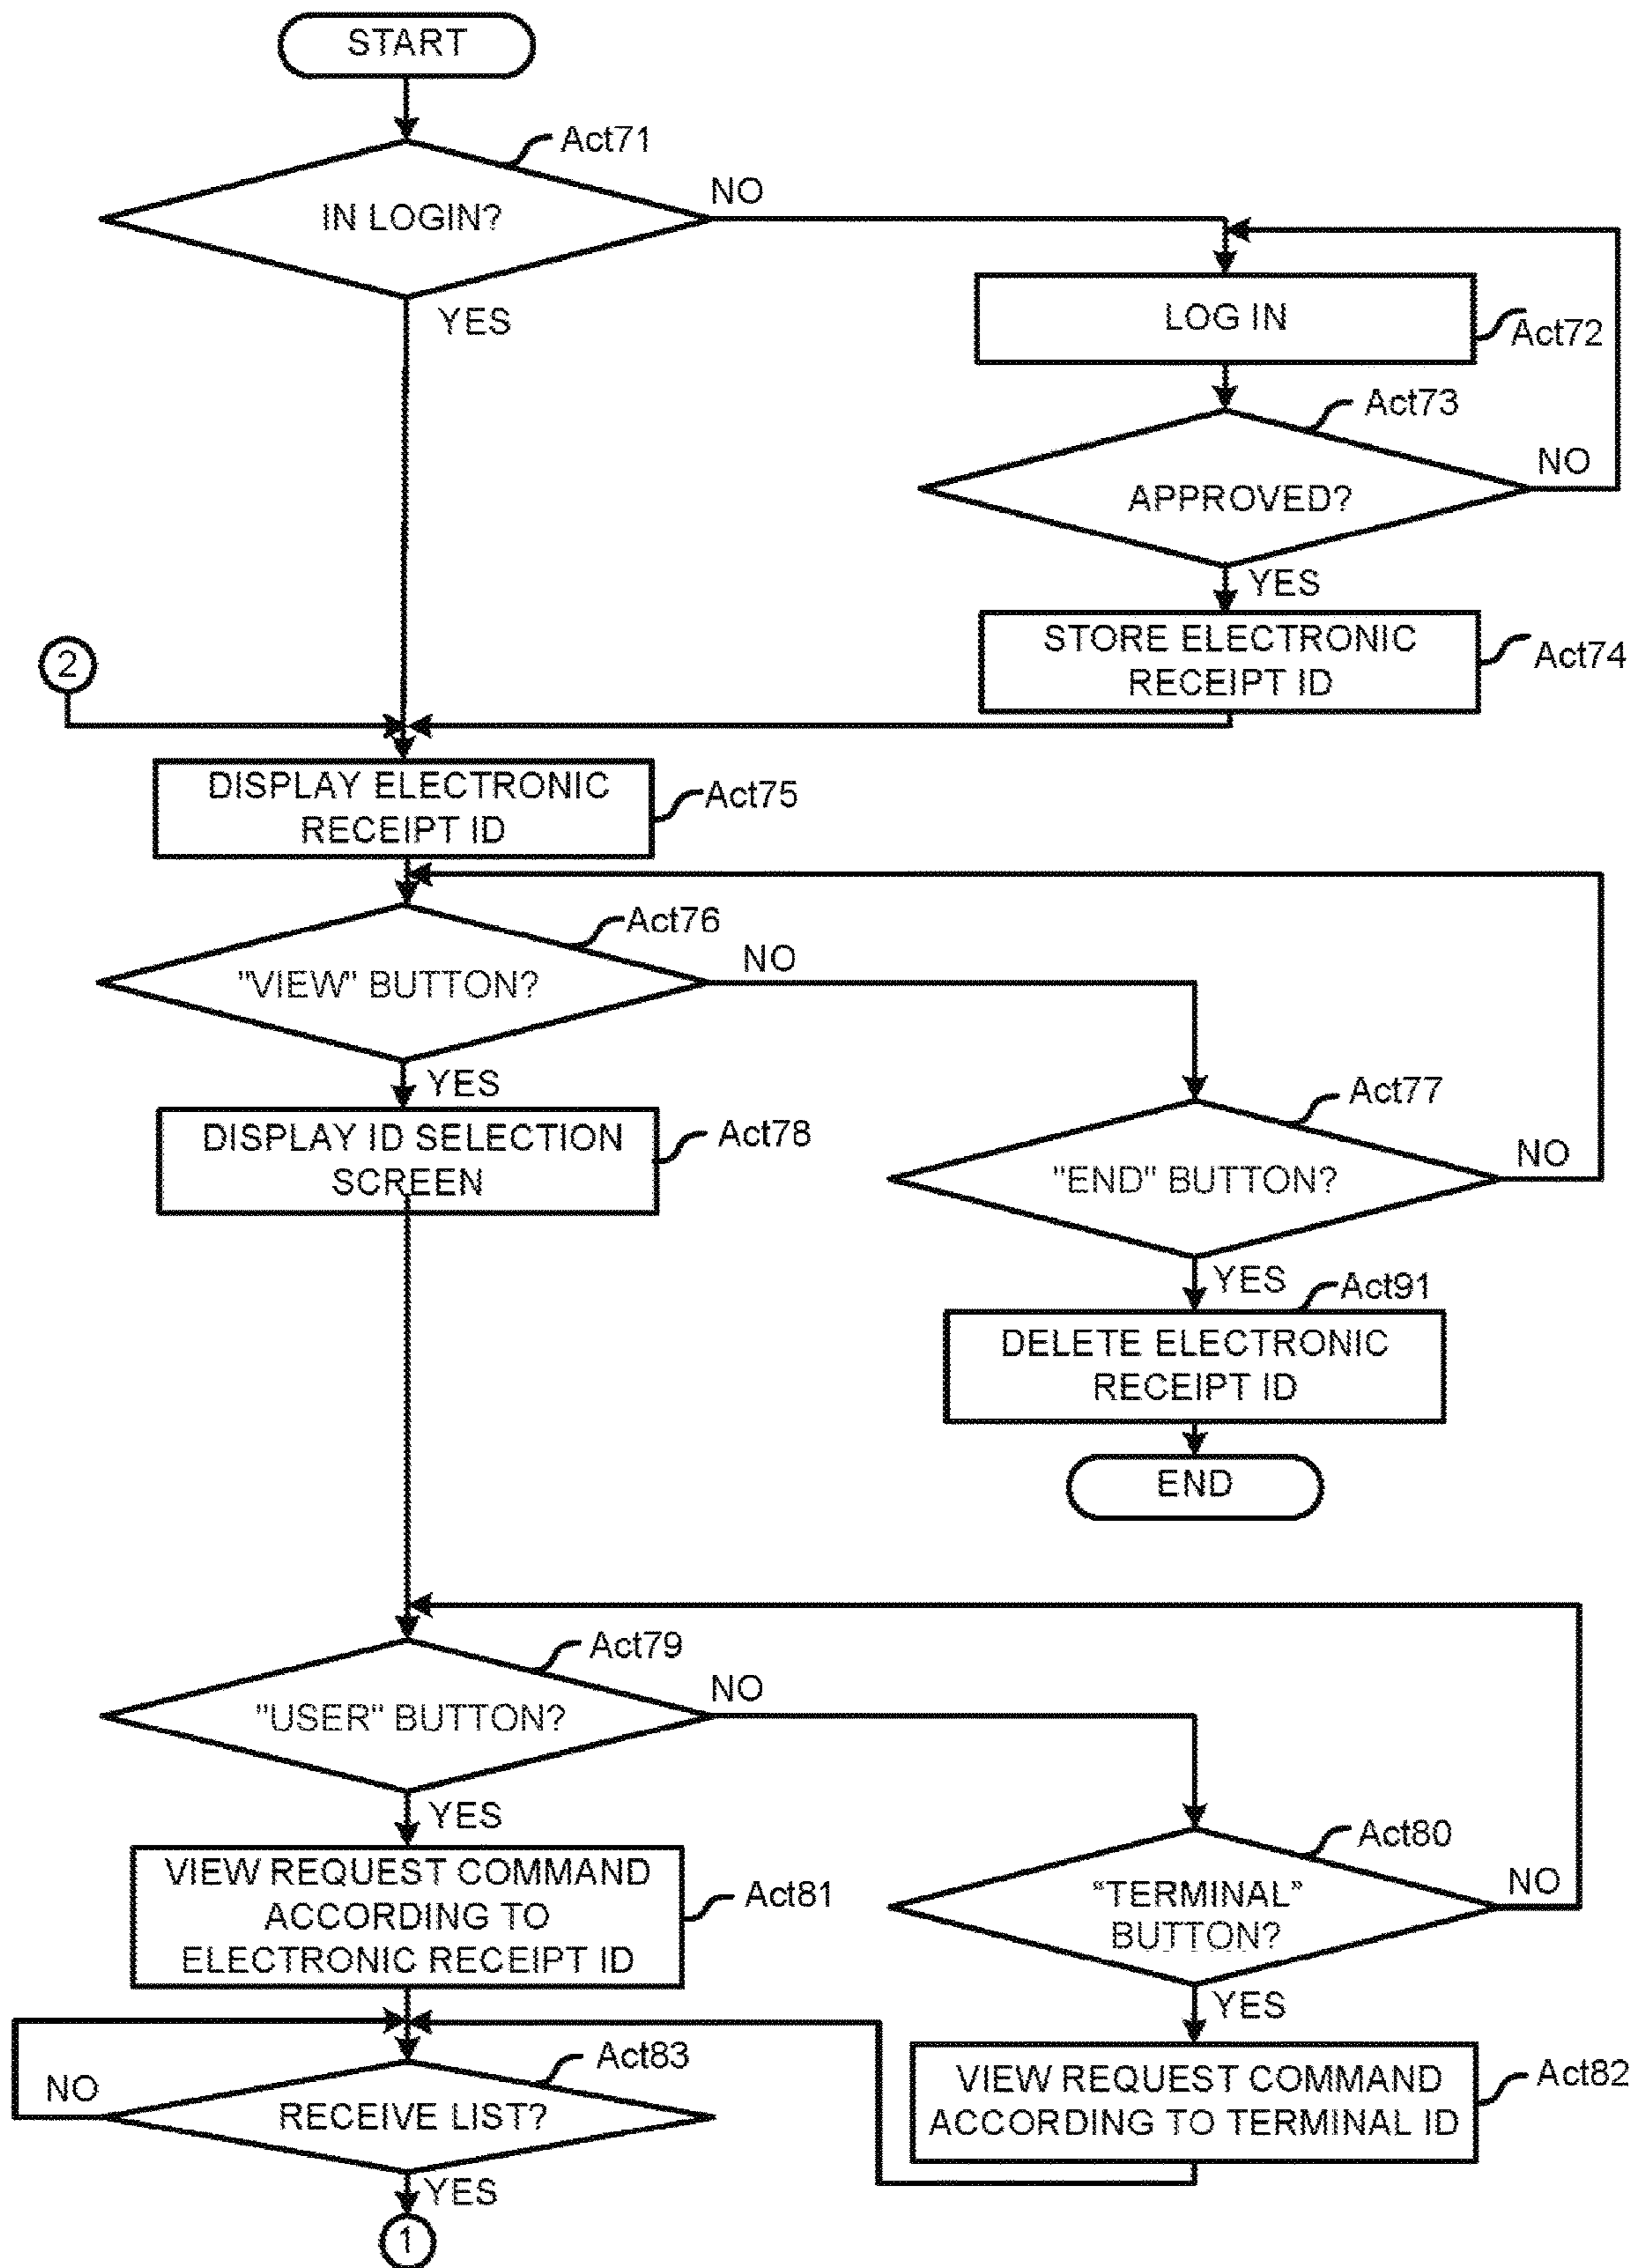 START
Act71
IN LOGIN?
NO
YES
LOG IN
Act72
Act73
APPROVED?
NO
YES
STORE ELECTRONIC
RECEIPT ID
Act74
2
DISPLAY ELECTRONIC
RECEIPT ID
Act75
Act76
"VIEW" BUTTON?
NO
YES
DISPLAY ID SELECTION
SCREEN
Act78
Act77
"END" BUTTON?
NO
YES
Act91
DELETE ELECTRONIC
RECEIPT ID
END
Act79
"USER" BUTTON?
NO
YES
VIEW REQUEST COMMAND
ACCORDING TO
ELECTRONIC RECEIPT ID
Act81
Act80
“TERMINAL”
BUTTON?
NO
YES
VIEW REQUEST COMMAND
ACCORDING TO TERMINAL ID
Act82
Act83
RECEIVE LIST?
NO
YES
1